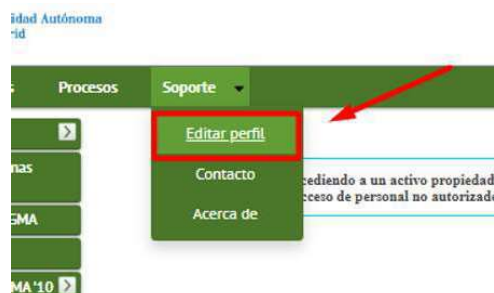 idad Autónoma
rid
s Procesos Soporte
Editar perfil
Contacto
Acerca de
nas
GMA
MA'10
cediendo a un activo propiedad
cceso de personal no autorizado